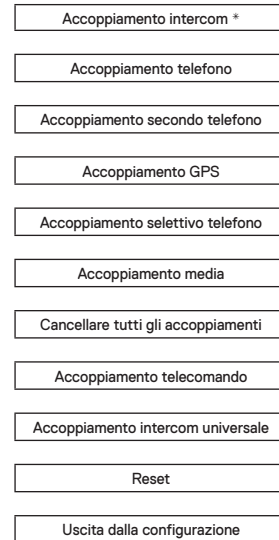 Accoppiamento intercom *
Accoppiamento telefono
Accoppiamento secondo telefono
Accoppiamento GPS
Accoppiamento selettivo telefono
Accoppiamento media
Cancellare tutti gli accoppiamenti
Accoppiamento telecomando
Accoppiamento intercom universale
Reset
Uscita dalla configurazione